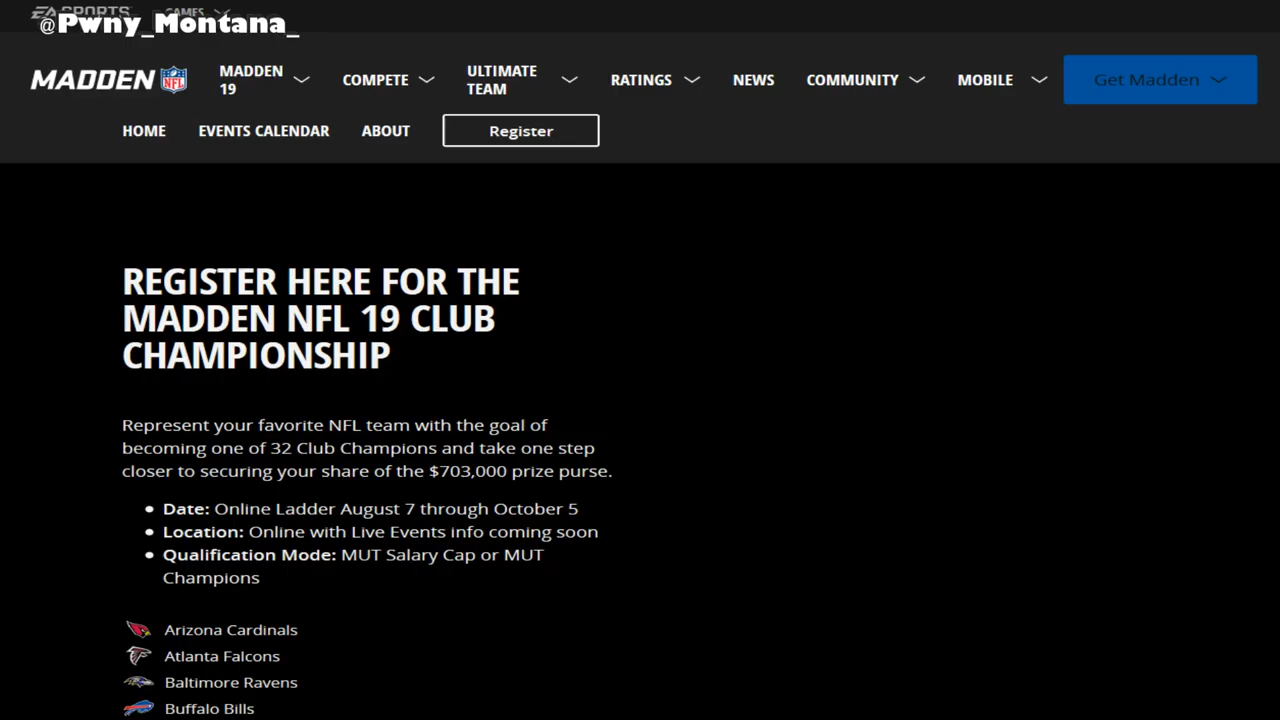 EA SPORTS GAMES
@Pwny_Montana_
MADDEN NFL
MADDEN 19
COMPETE
ULTIMATE TEAM
RATINGS
NEWS
COMMUNITY
MOBILE
Get Madden
HOME
EVENTS CALENDAR
ABOUT
Register
REGISTER HERE FOR THE
MADDEN NFL 19 CLUB
CHAMPIONSHIP
Represent your favorite NFL team with the goal of
becoming one of 32 Club Champions and take one step
closer to securing your share of the $703,000 prize purse.
Date: Online Ladder August 7 through October 5
Location: Online with Live Events info coming soon
Qualification Mode: MUT Salary Cap or MUT
Champions
Arizona Cardinals
Atlanta Falcons
Baltimore Ravens
Buffalo Bills